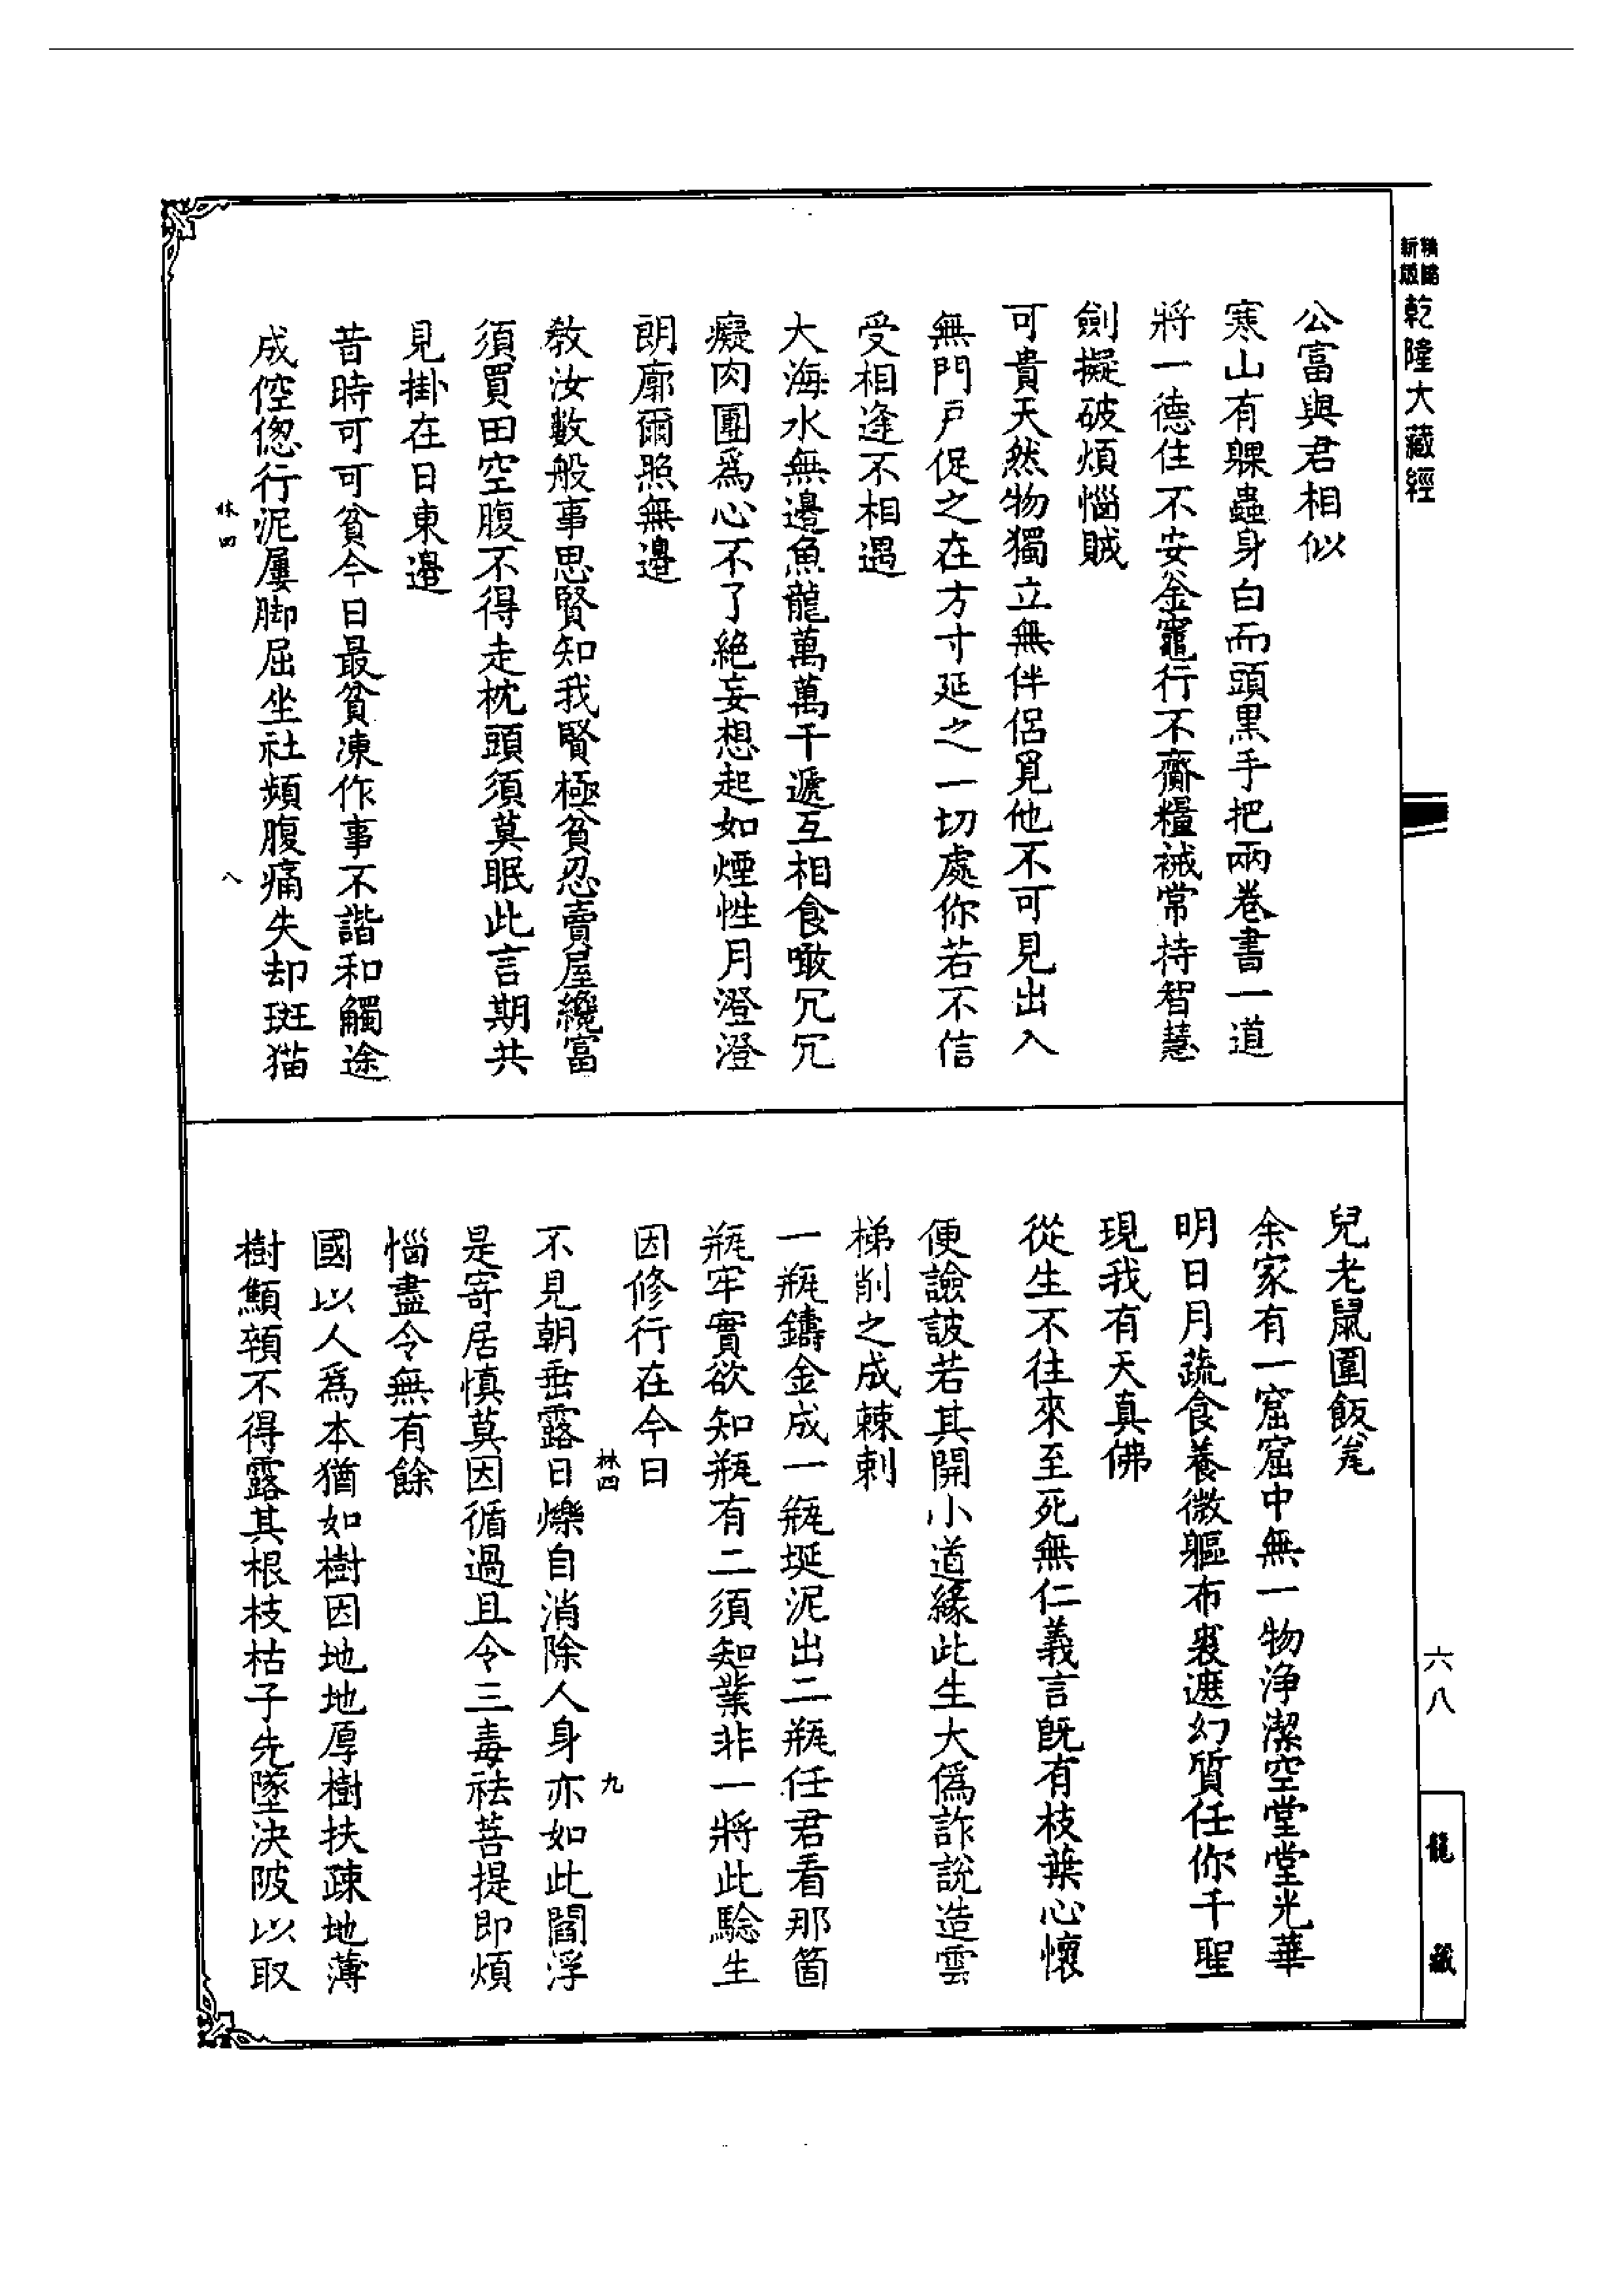 精縮
新版
乾隆大藏經
公富與君相似
寒山有躶蟲身白而頭黑手把兩卷書一道
將一德住不安釜竈行不齎糧裓常持智慧
劍擬破煩惱賊
可貴天然物獨立無伴侶覓他不可見出入
無門戶促之在方寸延之一切處你若不信
受相逢不相遇
大海水無邊魚龍萬萬千遞互相食噉冗冗
癡肉團爲心不了絶妄想起如煙性月澄澄
朗廓爾照無邊
教汝數般事思賢知我賢極貧忍賣屋纔富
須買田空腹不得走枕頭須莫眠此言期共
見掛在日東邊
昔時可可貧今日最貧凍作事不諧和觸途
成倥傯行泥屢脚屈坐社頻腹痛失却斑猫
林四
八
兒老鼠圍飯瓮
余家有一窟窟中無一物淨潔空堂堂光華
明日月蔬食養微軀布裘遮幻質任你千聖
現我有天真佛
從生不往來至死無仁義言旣有枝葉心懷
便譣詖若其開小道緣此生大僞詐說造雲
梯削之成棘刺
一瓶鑄金成一瓶埏泥出二瓶任君看那箇
瓶牢實欲知瓶有二須知業非一將此驗生
因修行在今日
林四
九
不見朝垂露日爍自消除人身亦如此閻浮
是寄居慎莫因循過且令三毒祛菩提即煩
惱盡令無有餘
國以人爲本猶如樹因地地厚樹扶疎地薄
樹顦顇不得露其根枝枯子先墜決陂以取
六八
龍藏